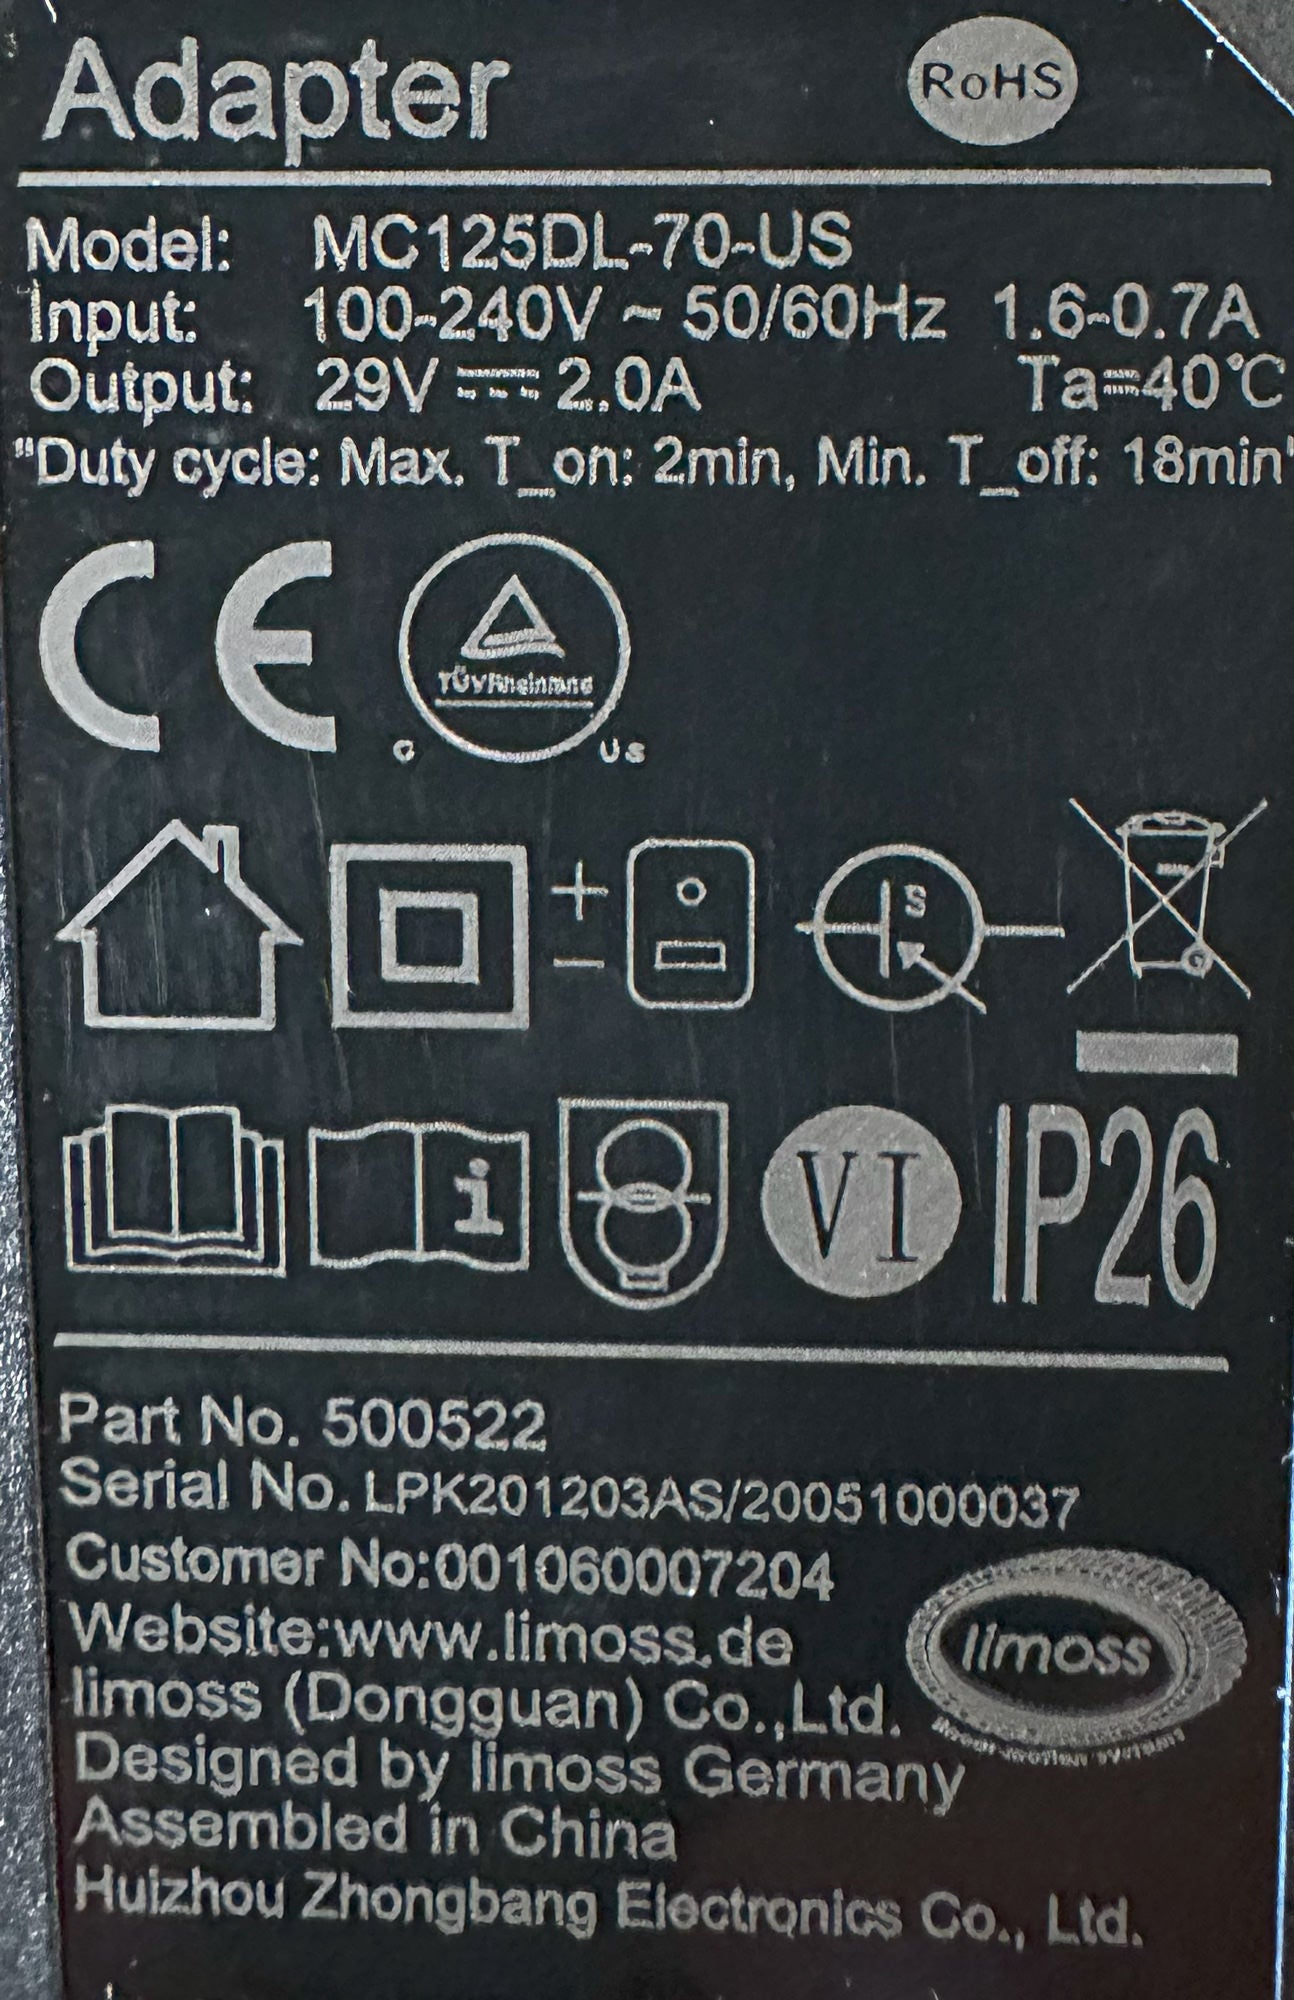 Adapter
RoHS
Model: MC125DL-70-US
Input: 100-240V ~ 50/60Hz 1.6-0.7A
Output: 29V ⎓ 2.0A Ta=40℃
"Duty cycle: Max. T_on: 2min, Min. T_off: 18min"
CE
TÜVRheinland
C US
+
-
S
i
VI
IP26
Part No. 500522
Serial No. LPK201203AS/20051000037
Customer No:001060007204
Website:www.limoss.de
limoss
limoss (Dongguan) Co.,Ltd.
Designed by limoss Germany
Assembled in China
Huizhou Zhongbang Electronics Co., Ltd.